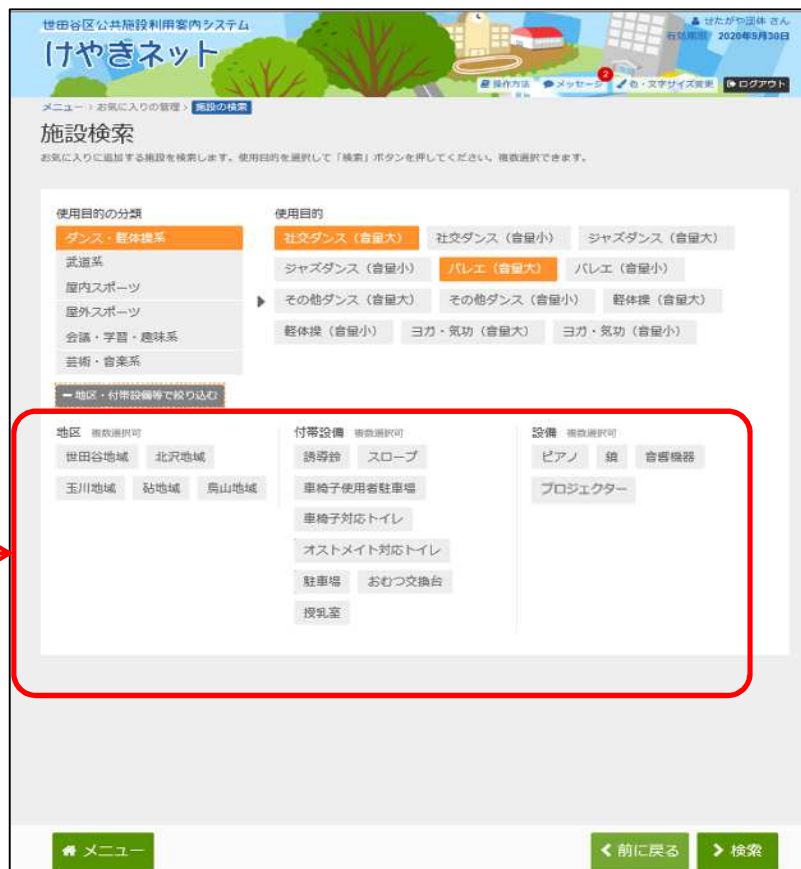 世田谷区公共施設利用案内システム
けやきネット
せたがや団体 さん
有効期限 2020年9月30日
操作方法 メッセージ 2 色・文字サイズ変更 ログアウト
メニュー › お気に入りの管理 › 施設の検索
施設検索
お気に入りに追加する施設を検索します。使用目的を選択して「検索」ボタンを押してください。複数選択できます。
使用目的の分類
ダンス・軽体操系
武道系
屋内スポーツ
屋外スポーツ
会議・学習・趣味系
芸術・音楽系
使用目的
社交ダンス（音量大） 社交ダンス（音量小） ジャズダンス（音量大）
ジャズダンス（音量小） バレエ（音量大） バレエ（音量小）
その他ダンス（音量大） その他ダンス（音量小） 軽体操（音量大）
軽体操（音量小） ヨガ・気功（音量大） ヨガ・気功（音量小）
地区・付帯設備等で絞り込む
地区 複数選択可
世田谷地域 北沢地域
玉川地域 砧地域 烏山地域
付帯設備 複数選択可
誘導鈴 スロープ
車椅子使用者駐車場
車椅子対応トイレ
オストメイト対応トイレ
駐車場 おむつ交換台
授乳室
設備 複数選択可
ピアノ 鏡 音響機器
プロジェクター
メニュー
前に戻る
検索